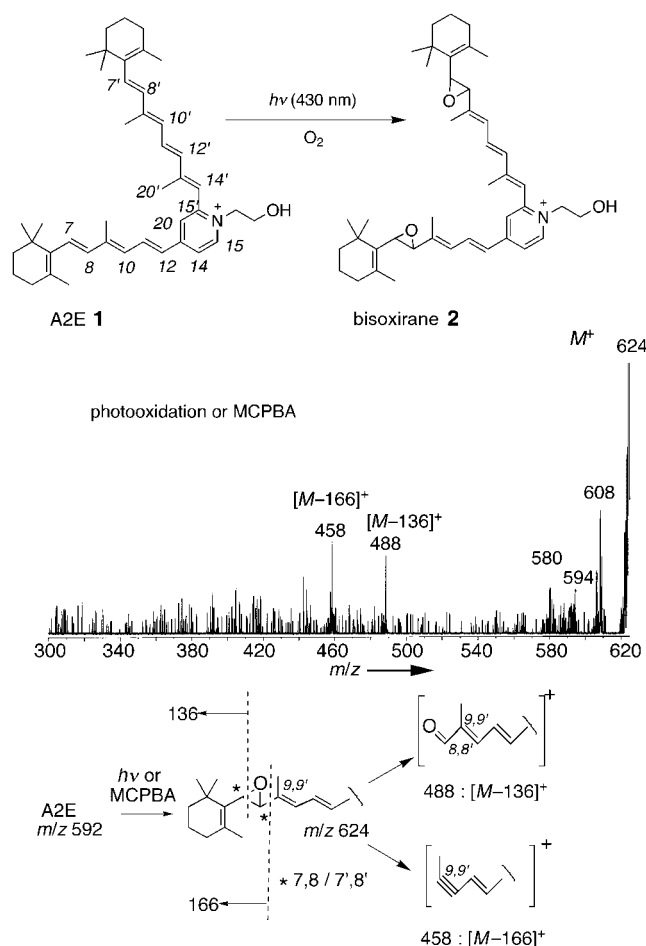 7'
8'
10'
12'
20'
14'
15'
20
N
+
OH
15
14
12
10
8
7
A2E 1
hν (430 nm)
O₂
O
O
N
+
OH
bisoxirane 2
M⁺
624
photooxidation or MCPBA
608
[M–166]⁺
458
[M–136]⁺
488
580
594
300 340 380 420 460 500 540 580 620
m/z
136
A2E
m/z 592
hν or
MCPBA
*
O
*
9,9'
m/z 624
* 7,8 / 7',8'
166
O
9,9'
8,8'
+
488 : [M–136]⁺
9,9'
+
458 : [M–166]⁺